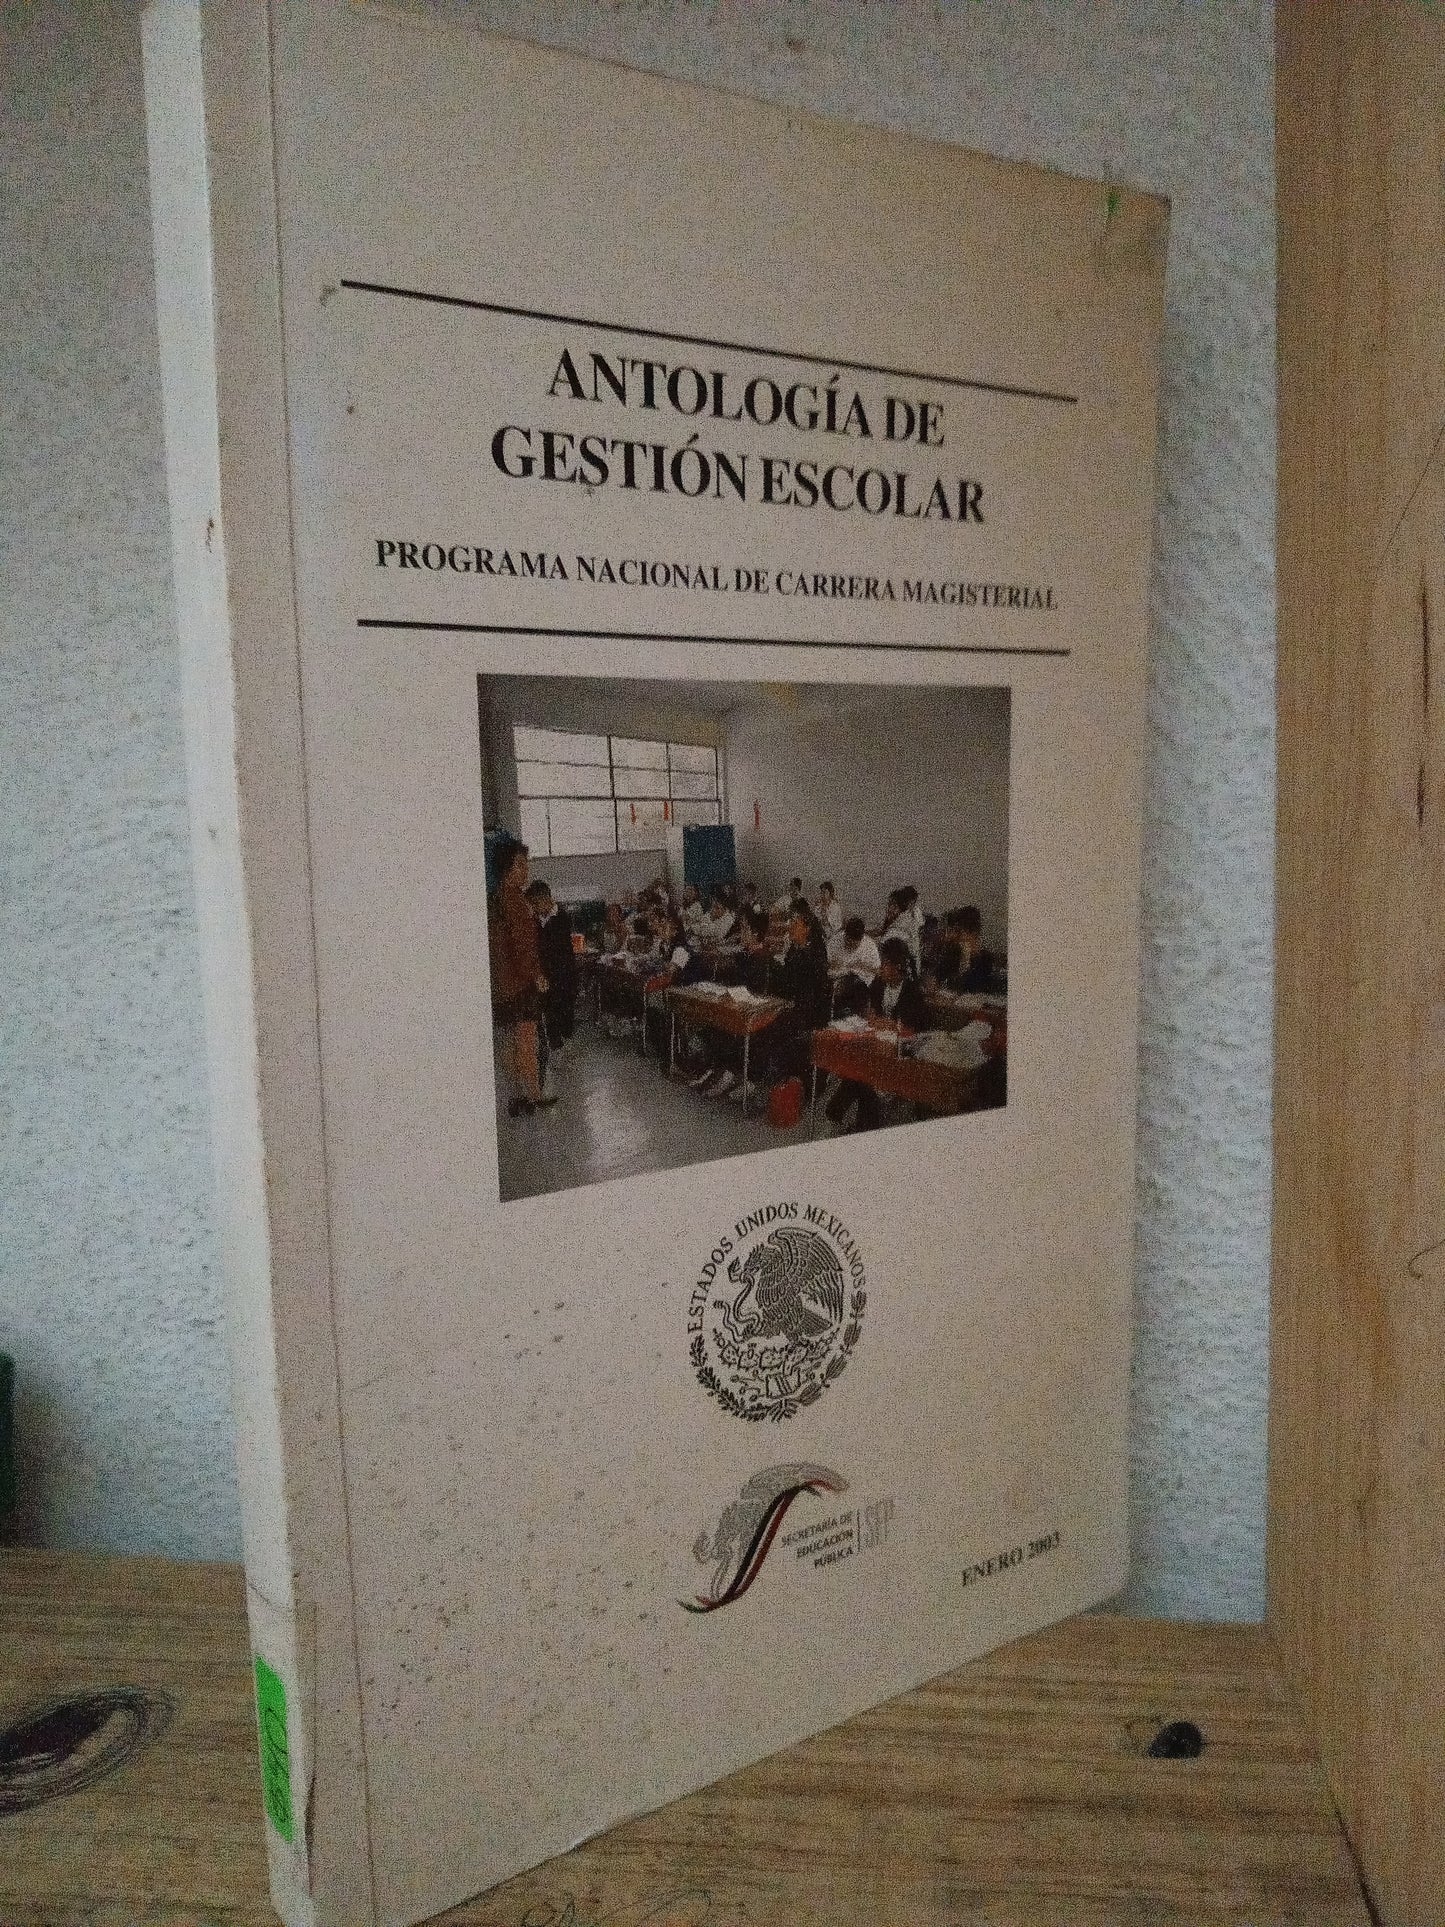 ANTOLOGÍA DE
GESTIÓN ESCOLAR
PROGRAMA NACIONAL DE CARRERA MAGISTERIAL
ESTADOS UNIDOS MEXICANOS
SECRETARÍA DE
EDUCACIÓN
PÚBLICA
SEP
ENERO 2003